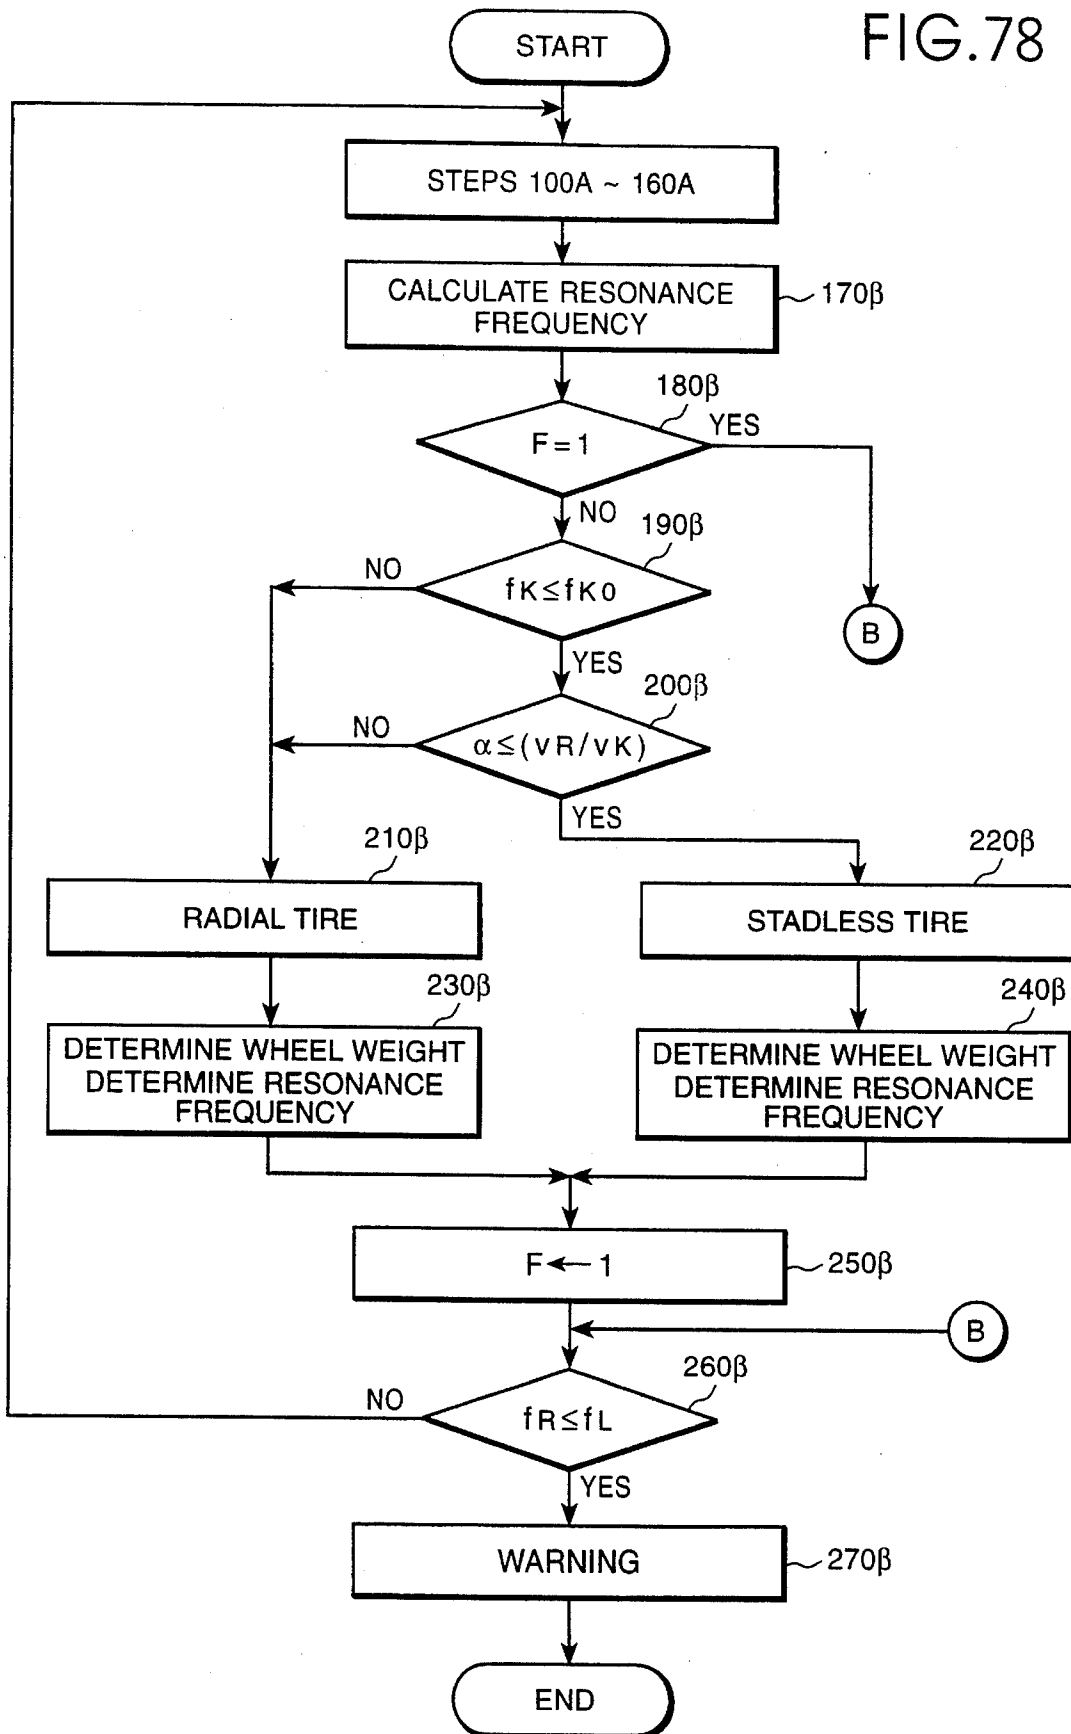 FIG.78
START
STEPS 100A ~ 160A
CALCULATE RESONANCE
FREQUENCY
170β
180β
F=1
YES
NO
190β
fK≤fK0
NO
B
YES
200β
α≤(vR/vK)
NO
YES
210β
RADIAL TIRE
220β
STADLESS TIRE
230β
DETERMINE WHEEL WEIGHT
DETERMINE RESONANCE
FREQUENCY
240β
DETERMINE WHEEL WEIGHT
DETERMINE RESONANCE
FREQUENCY
F←1
250β
B
260β
fR≤fL
NO
YES
WARNING
270β
END